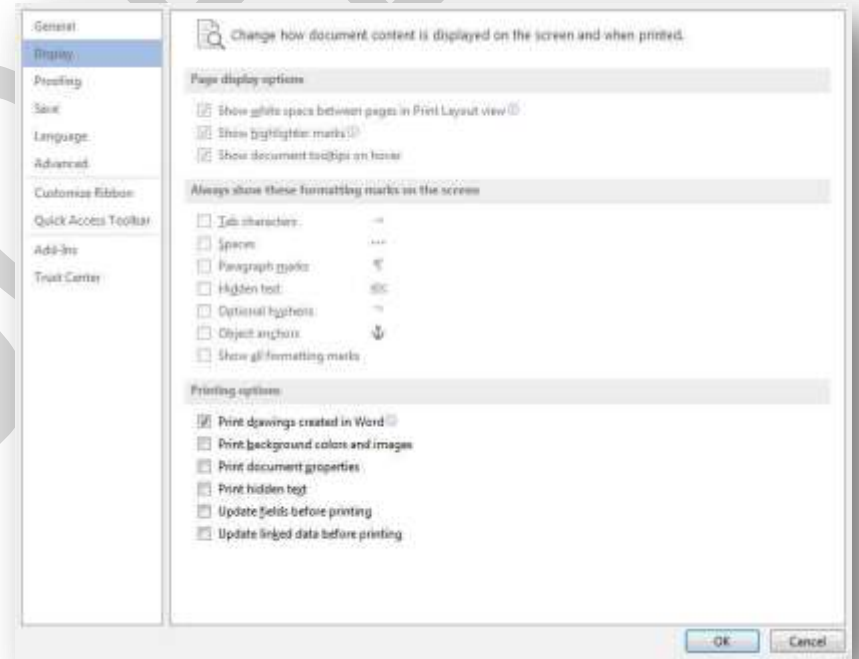 General
Display
Proofing
Save
Language
Advanced
Customize Ribbon
Quick Access Toolbar
Add-Ins
Trust Center
Change how document content is displayed on the screen and when printed.
Page display options
Show white space between pages in Print Layout view
Show highlighter marks
Show document tooltips on hover
Always show these formatting marks on the screen
Tab characters →
Spaces ···
Paragraph marks ¶
Hidden text abc
Optional hyphens ¬
Object anchors
Show all formatting marks
Printing options
Print drawings created in Word
Print background colors and images
Print document properties
Print hidden text
Update fields before printing
Update linked data before printing
OK Cancel